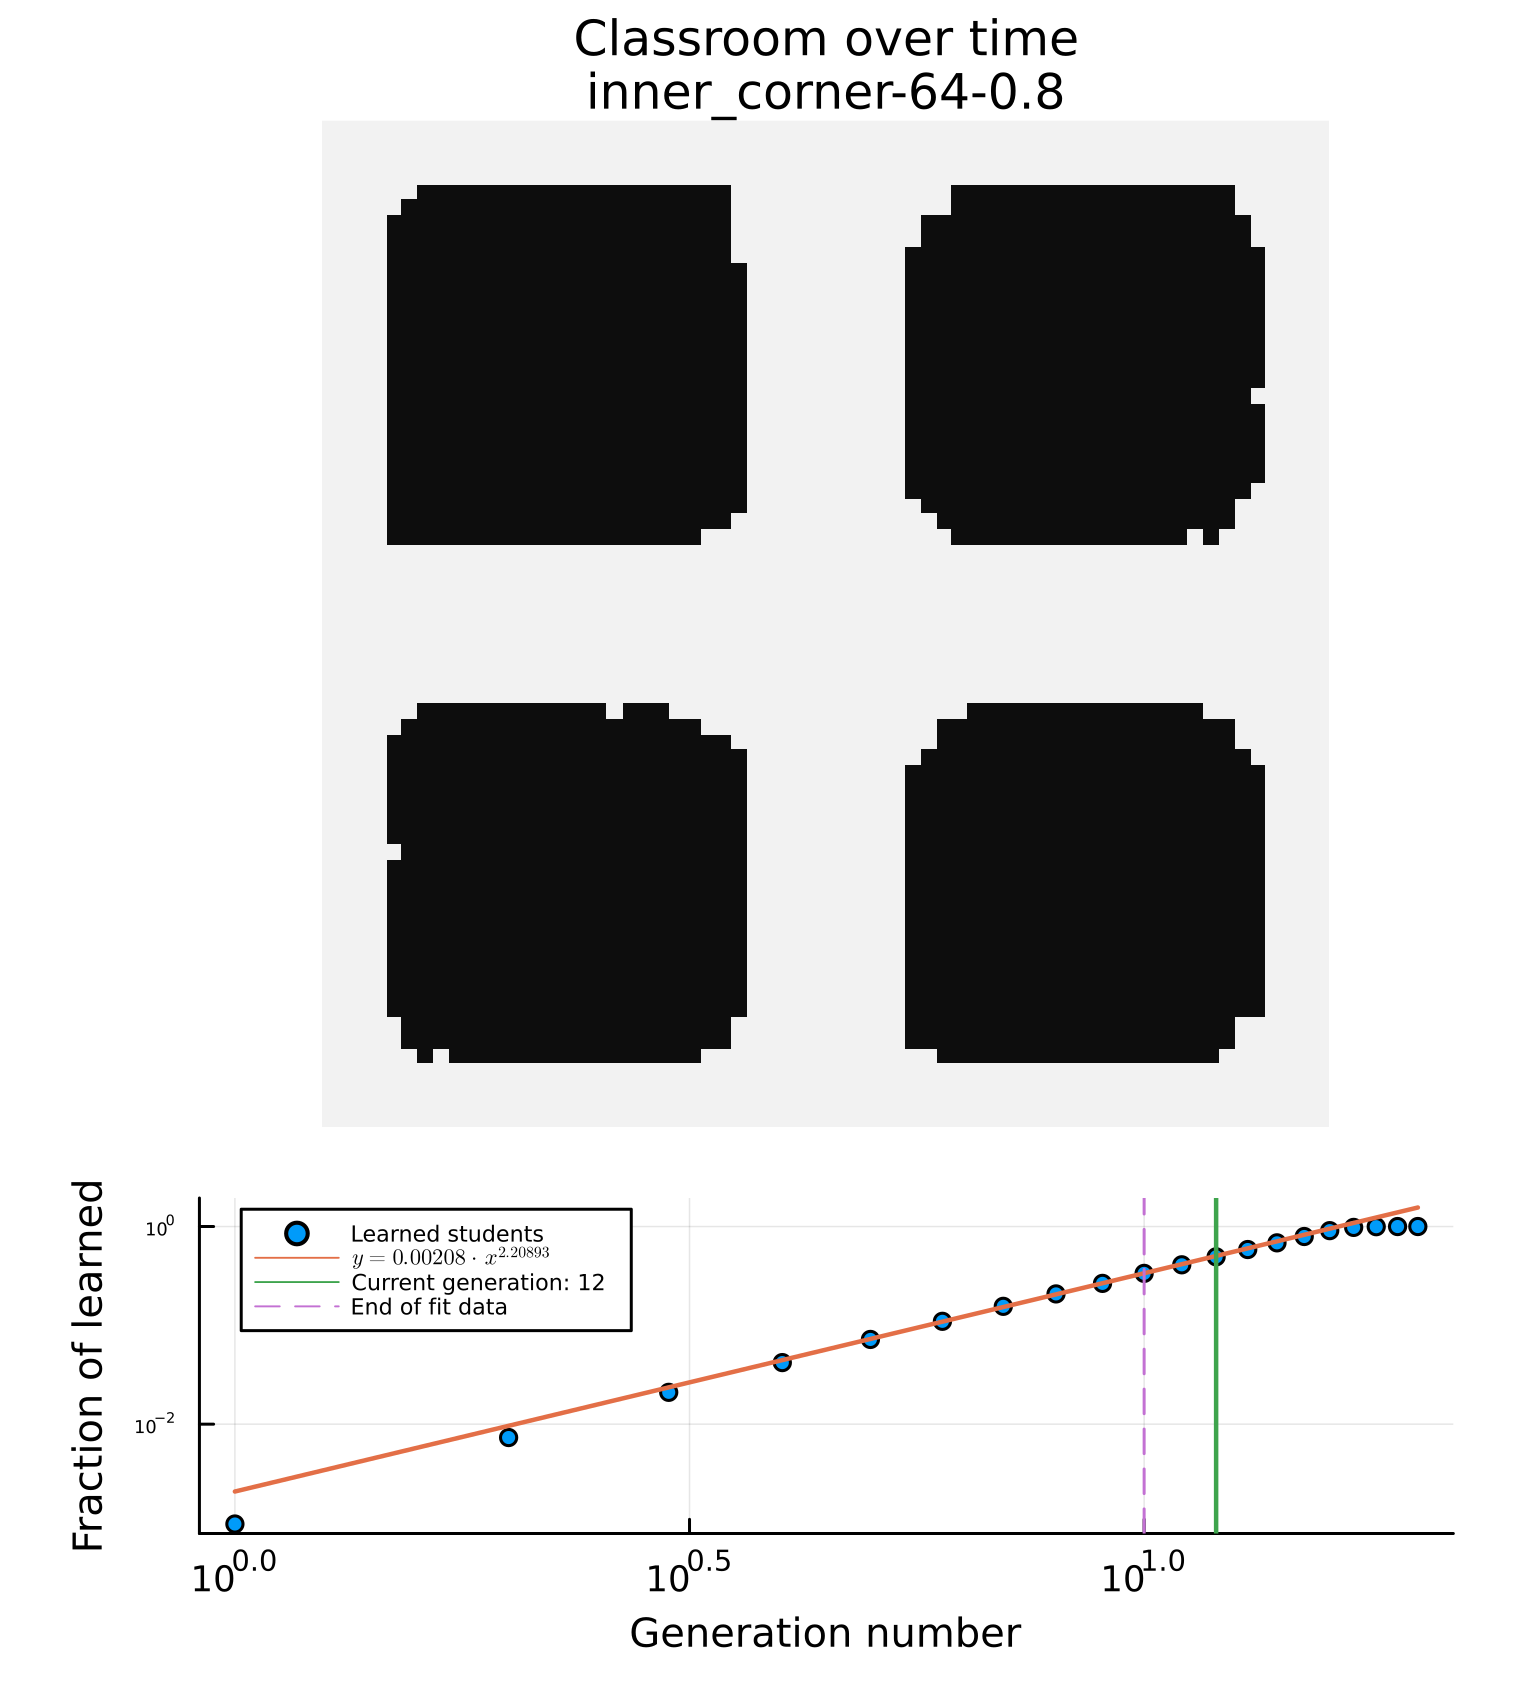 Classroom over time
inner_corner-64-0.8
Fraction of learned
10^0
10^-2
Learned students
y = 0.00208 · x^2.20893
Current generation: 12
End of fit data
10^0.0
10^0.5
10^1.0
Generation number